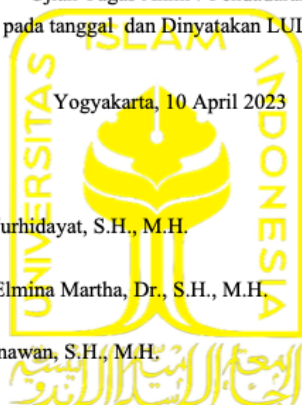 pada tanggal dan Dinyatakan
ISLAM
UNIVERSITAS
INDONESIA
Yogyakarta, 10 April 2023
S.H., M.H.
Elmina Martha, Dr., S.H., M.H.
S.H., M.H.